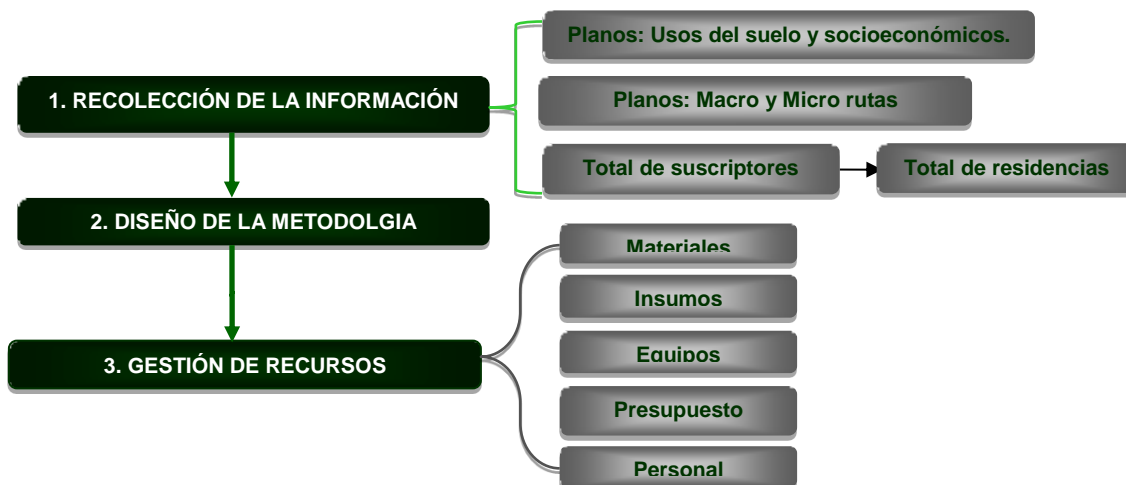 Planos: Usos del suelo y socioeconómicos.
1. RECOLECCIÓN DE LA INFORMACIÓN
Planos: Macro y Micro rutas
Total de suscriptores
Total de residencias
2. DISEÑO DE LA METODOLGIA
Materiales
Insumos
3. GESTIÓN DE RECURSOS
Equipos
Presupuesto
Personal